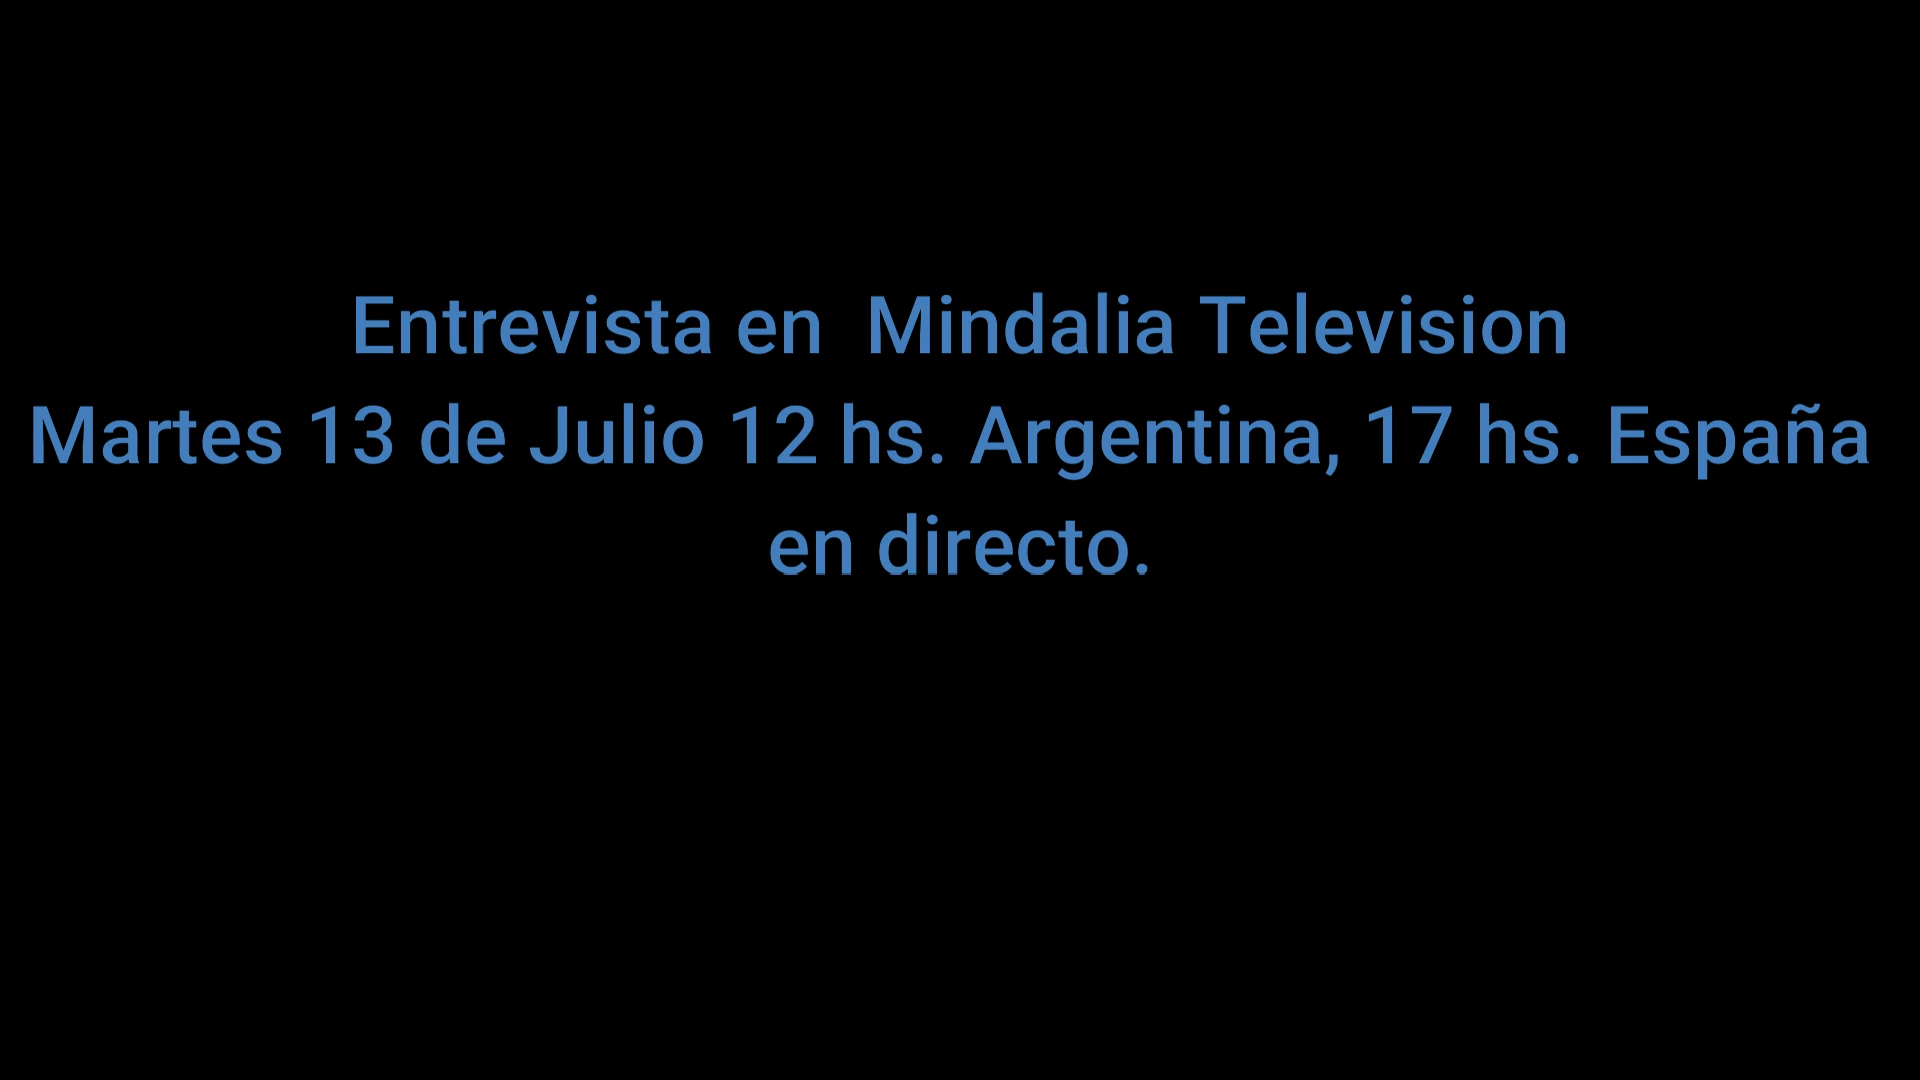 Entrevista en  Mindalia Television
Martes 13 de Julio 12 hs. Argentina, 17 hs. España
en directo.